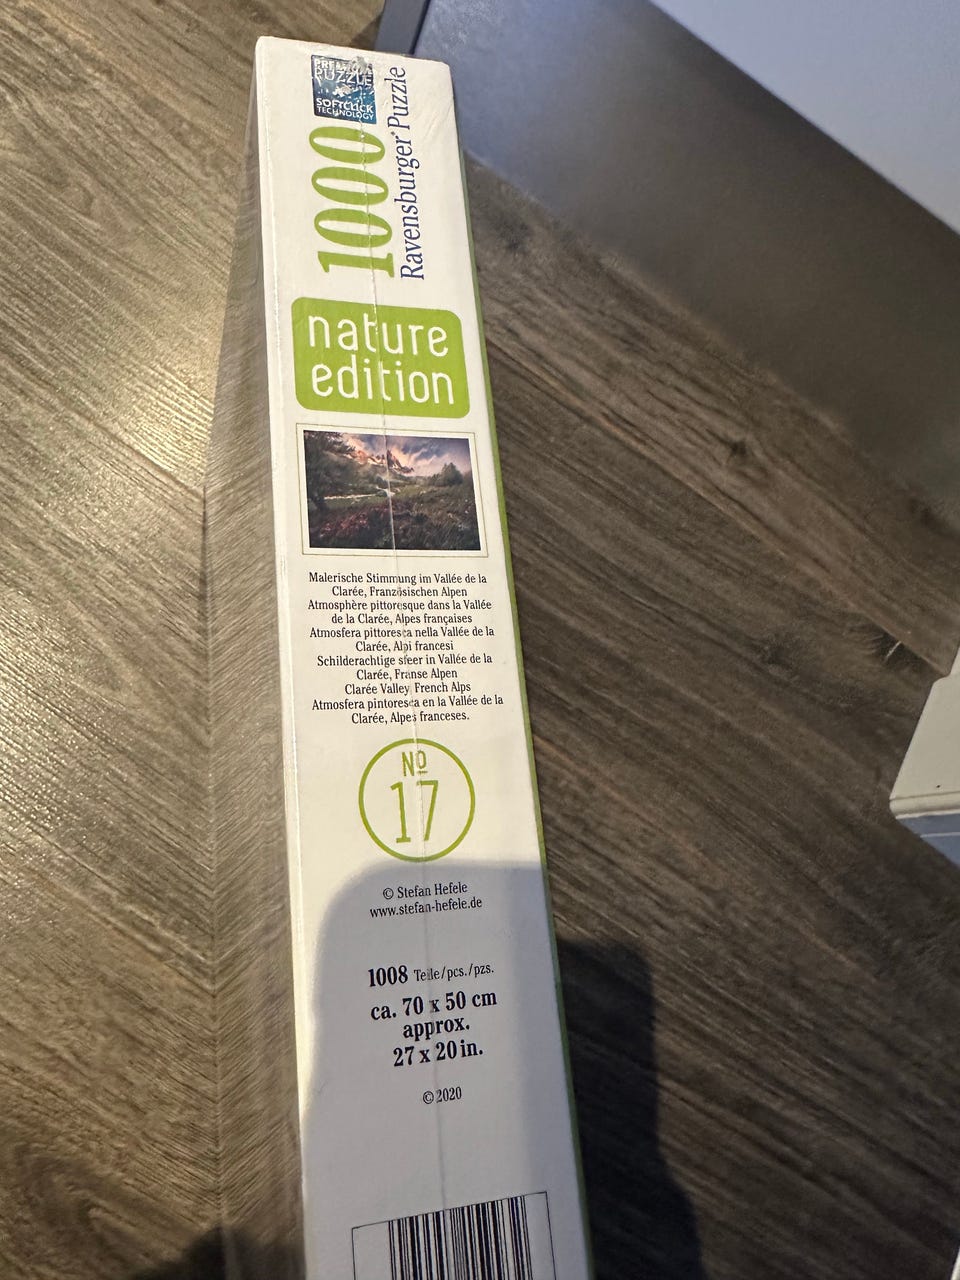 PREMIUM
PUZZLE
SOFTCLICK
TECHNOLOGY
1000
Ravensburger® Puzzle
nature
edition
Malerische Stimmung im Vallée de la
Clarée, Französischen Alpen
Atmosphère pittoresque dans la Vallée
de la Clarée, Alpes françaises
Atmosfera pittoresca nella Vallée de la
Clarée, Alpi francesi
Schilderachtige sfeer in Vallée de la
Clarée, Franse Alpen
Clarée Valley French Alps
Atmosfera pintoresca en la Vallée de la
Clarée, Alpes franceses.
Nº
17
© Stefan Hefele
www.stefan-hefele.de
1008 Teile/pcs./pzs.
ca. 70 x 50 cm
approx.
27 x 20 in.
© 2020